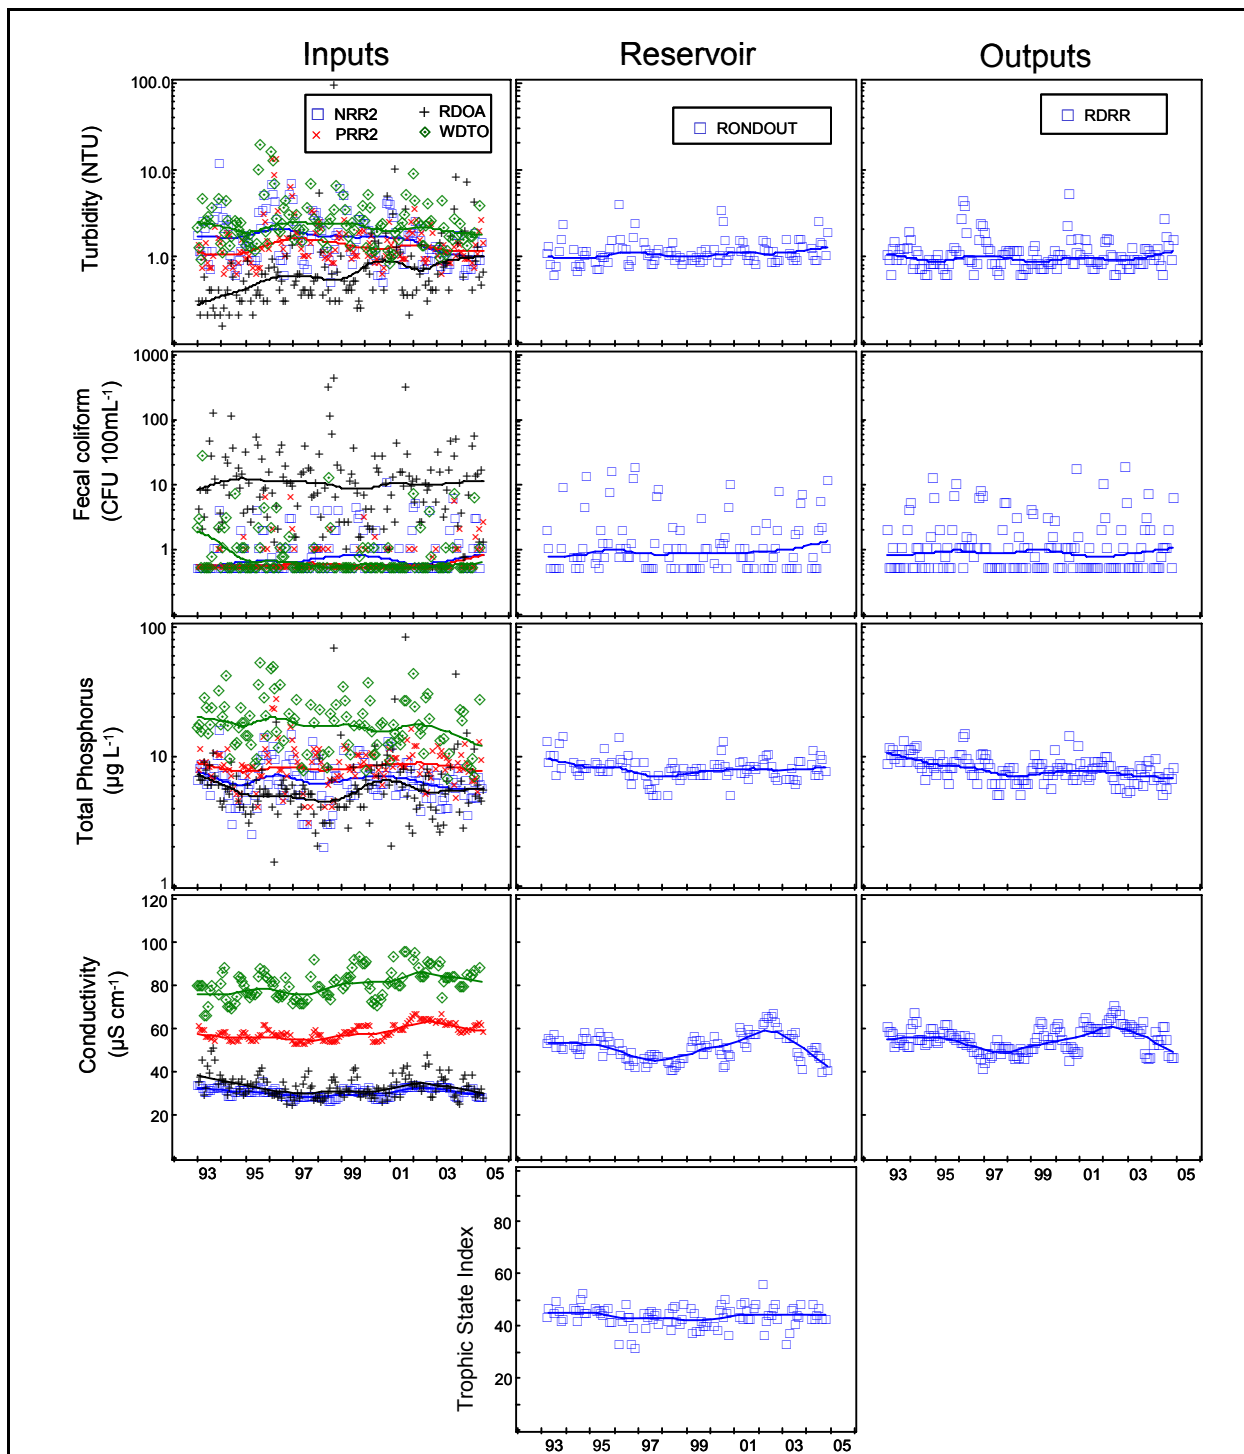 Inputs Reservoir Outputs
Turbidity (NTU)
100.0
10.0
1.0
NRR2 RDOA
PRR2 WDTO
RONDOUT
RDRR
Fecal coliform
(CFU 100mL-1)
1000
100
10
1
Total Phosphorus
(µg L-1)
100
10
1
Conductivity
(µS cm-1)
120
100
80
60
40
20
93 95 97 99 01 03 05
93 95 97 99 01 03 05
Trophic State Index
80
60
40
20
93 95 97 99 01 03 05